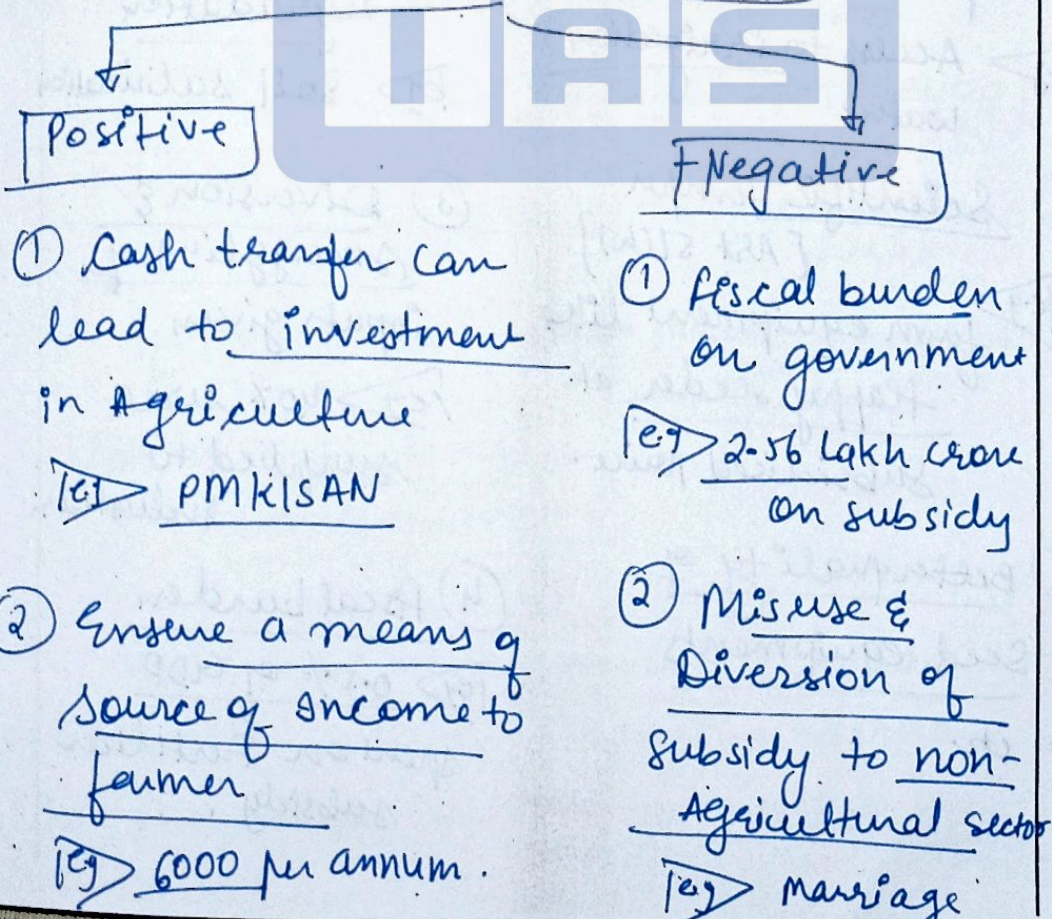 IAS
Positive
① Cash transfer can
lead to investment
in Agriculture
eg PMKISAN
② Ensure a means of
source of income to
farmer
eg 6000 per annum.
Negative
① fiscal burden
on government
eg 2.56 Lakh crore
on subsidy
② Misuse &
Diversion of
subsidy to non-
Agricultural sector
eg marriage